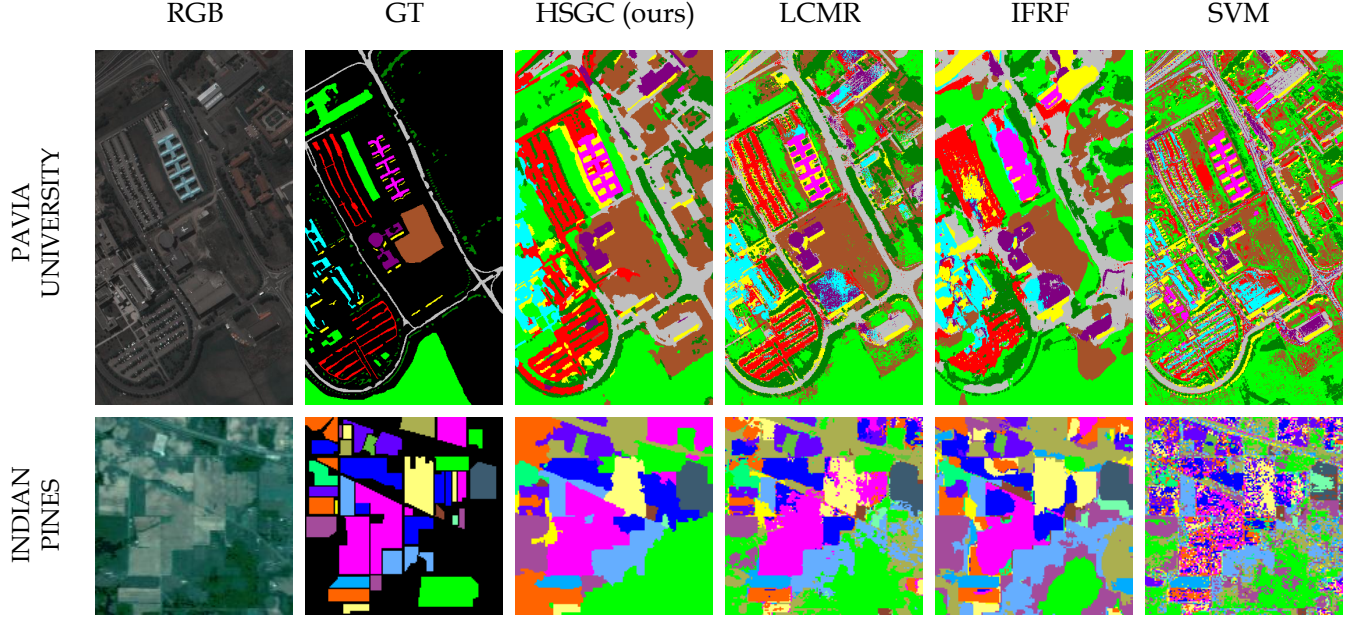 RGB GT HSGC (ours) LCMR IFRF SVM
PAVIA
UNIVERSITY
INDIAN
PINES